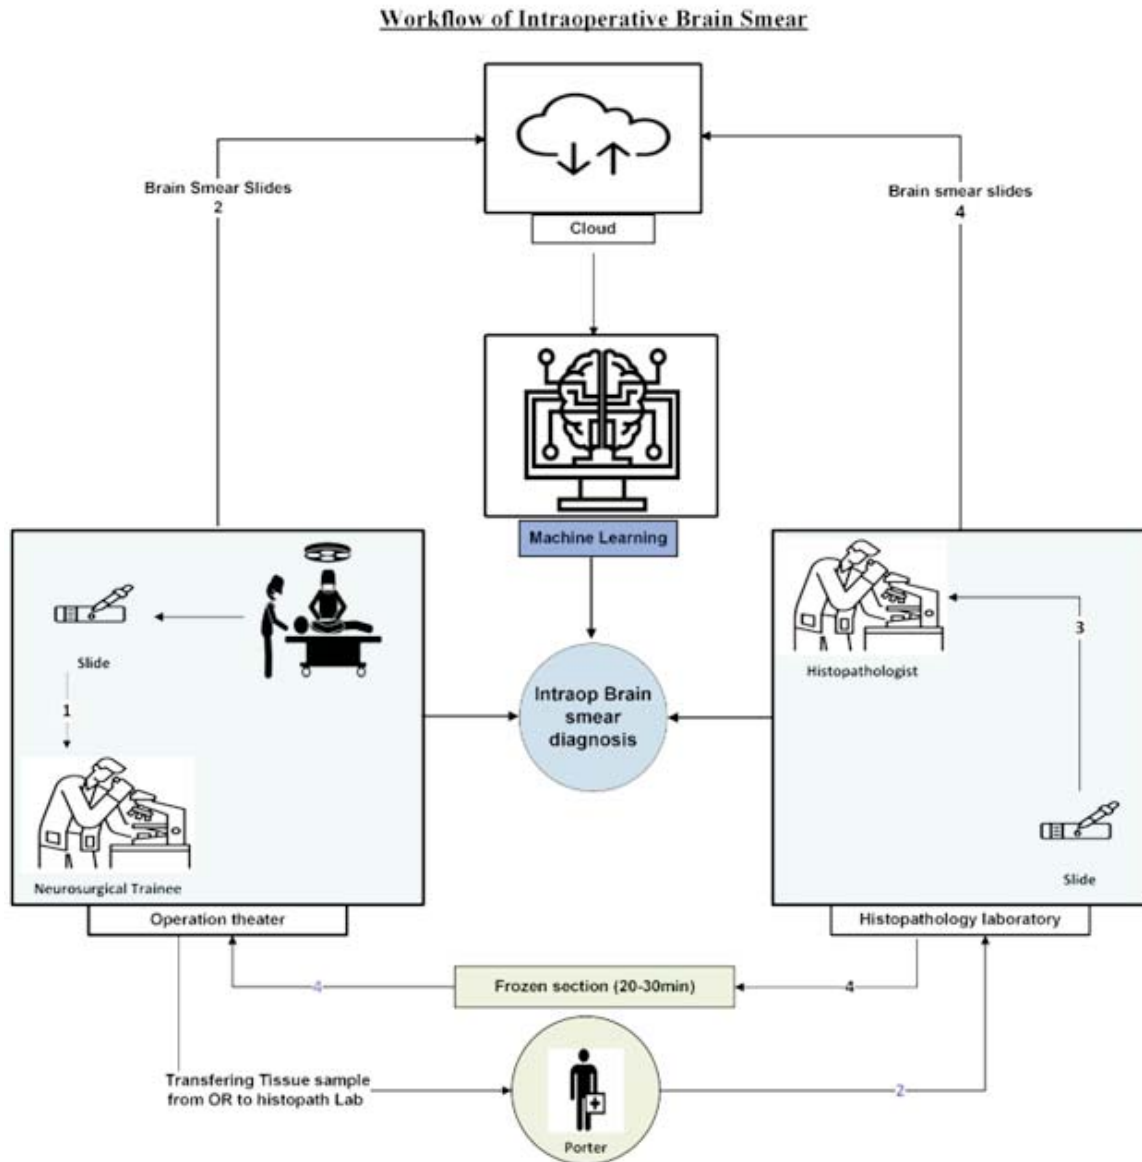 Workflow of Intraoperative Brain Smear
Brain Smear Slides
2
Brain smear slides
4
Cloud
Machine Learning
Slide
1
Neurosurgical Trainee
Operation theater
Intraop Brain
smear
diagnosis
Histopathologist
3
Slide
Histopathology laboratory
4
Frozen section (20-30min)
4
Transfering Tissue sample
from OR to histopath Lab
Porter
2